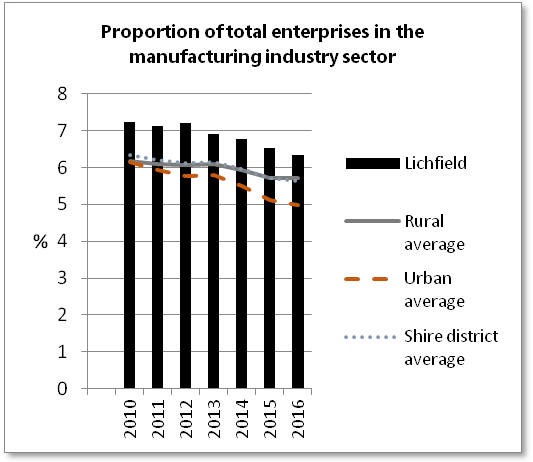 Proportion of total enterprises in the
manufacturing industry sector
8
7
6
5
% 4
3
2
1
0
2010 2011 2012 2013 2014 2015 2016
Lichfield
Rural
average
Urban
average
Shire district
average